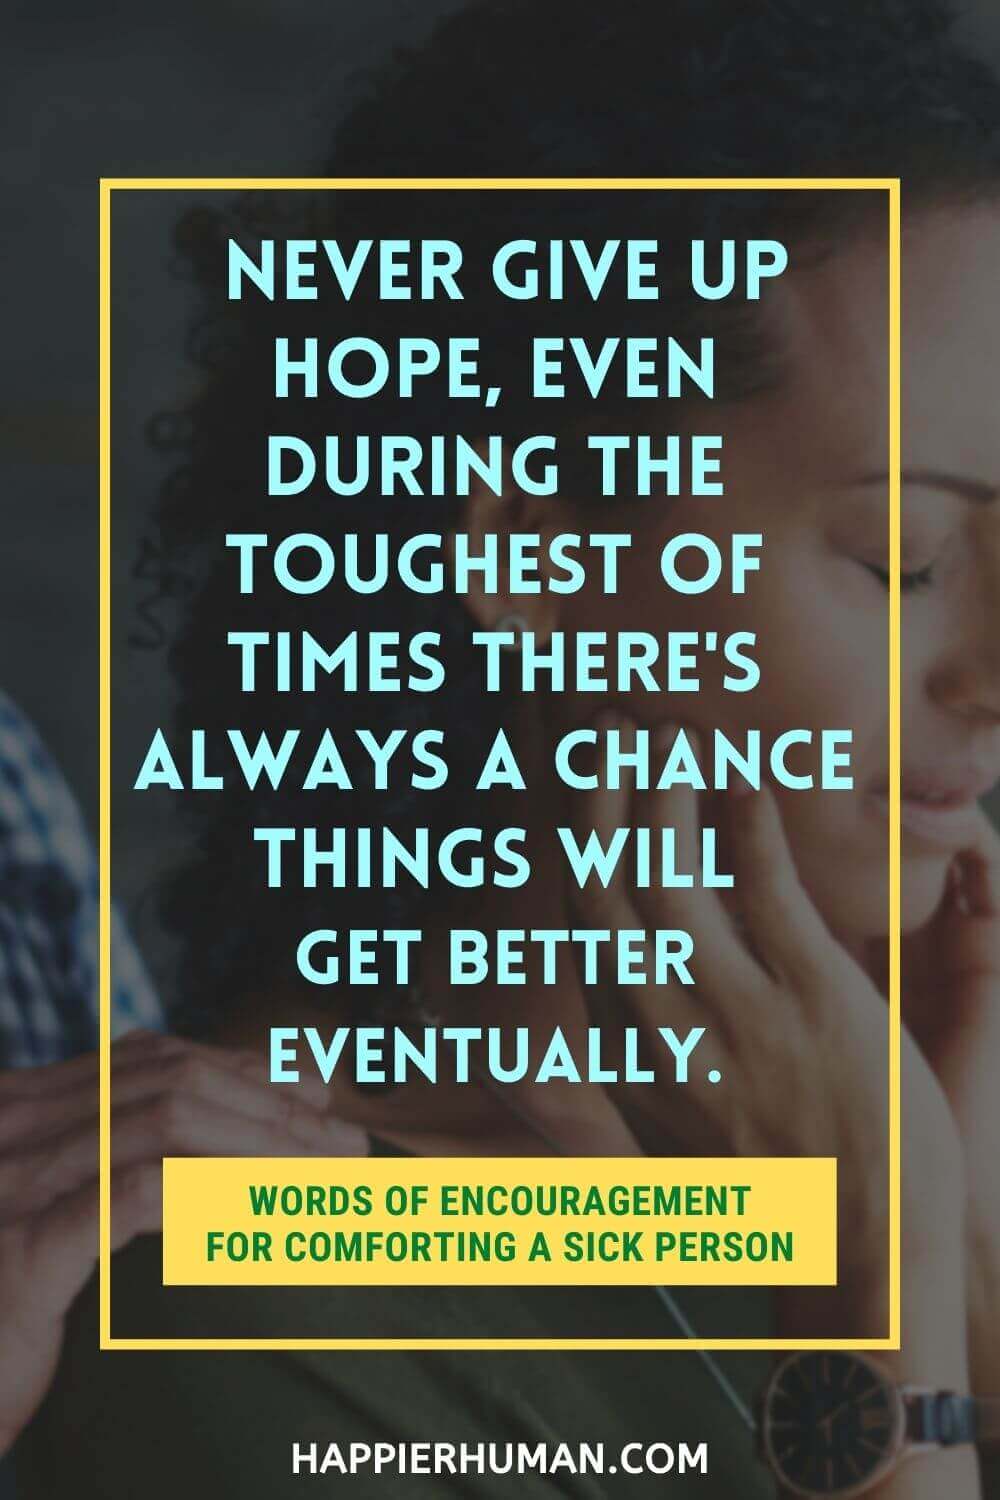 NEVER GIVE UP
HOPE, EVEN
DURING THE
TOUGHEST OF
TIMES THERE'S
ALWAYS A CHANCE
THINGS WILL
GET BETTER
EVENTUALLY.
WORDS OF ENCOURAGEMENT
FOR COMFORTING A SICK PERSON
HAPPIERHUMAN.COM